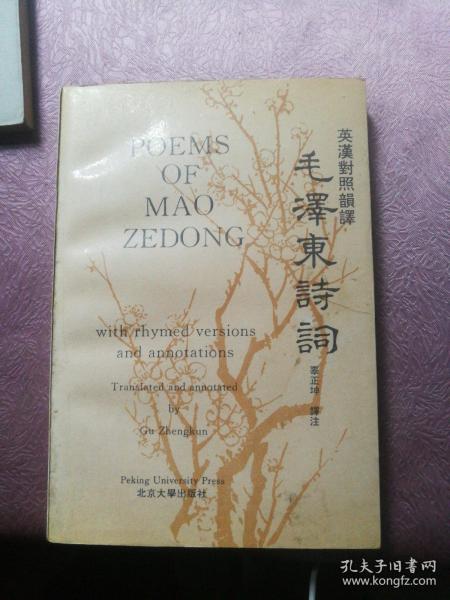 POEMS
OF
MAO
ZEDONG
with rhymed versions
and annotations
Translated and annotated
by
Gu Zhengkun
Peking University Press
北京大學出版社
英漢對照韻譯
毛澤東詩詞
辜正坤 譯注
孔夫子旧书网
www.kongfz.com